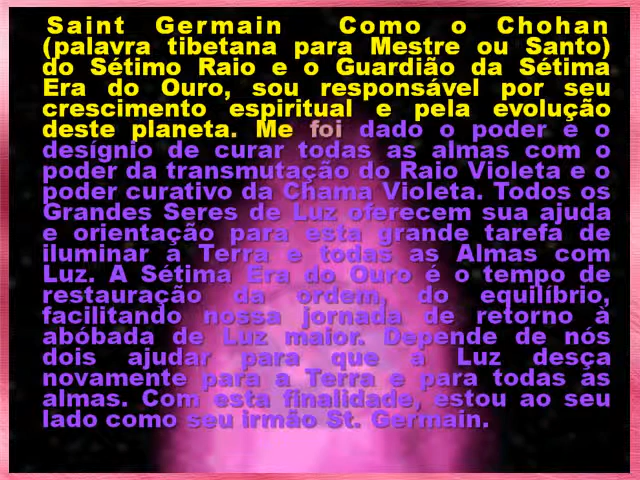 Saint Germain Como o Chohan
(palavra tibetana para Mestre ou Santo)
do Sétimo Raio e o Guardião da Sétima
Era do Ouro, sou responsável por seu
crescimento espiritual e pela evolução
deste planeta. Me foi dado o poder e o
desígnio de curar todas as almas com o
poder da transmutação do Raio Violeta e o
poder curativo da Chama Violeta. Todos os
Grandes Seres de Luz oferecem sua ajuda
e orientação para esta grande tarefa de
iluminar a Terra e todas as Almas com
Luz. A Sétima Era do Ouro é o tempo de
restauração da ordem, do equilíbrio,
facilitando nossa jornada de retorno à
abóbada de Luz maior. Depende de nós
dois ajudar para que a Luz desça
novamente para a Terra e para todas as
almas. Com esta finalidade, estou ao seu
lado como seu irmão St. Germain.